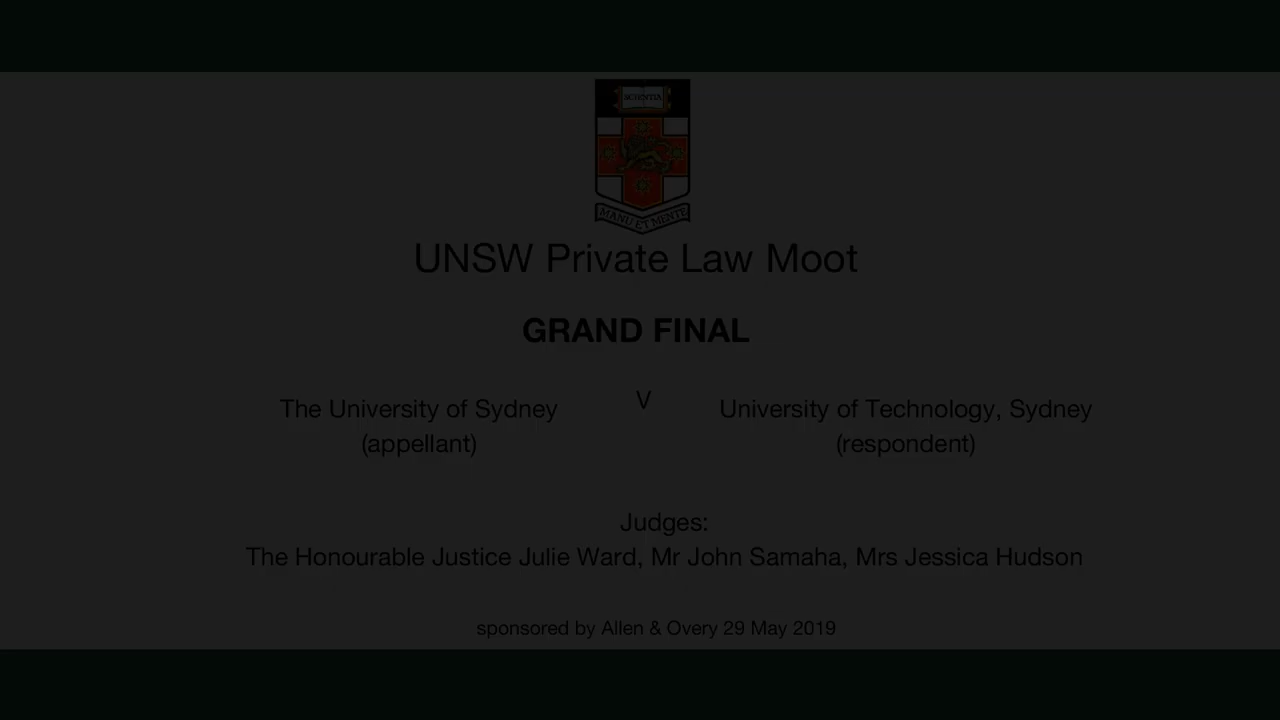 SCIENTIA
MANU ET MENTE
UNSW Private Law Moot
GRAND FINAL
The University of Sydney
(appellant)
V
University of Technology, Sydney
(respondent)
Judges:
The Honourable Justice Julie Ward, Mr John Samaha, Mrs Jessica Hudson
sponsored by Allen & Overy 29 May 2019